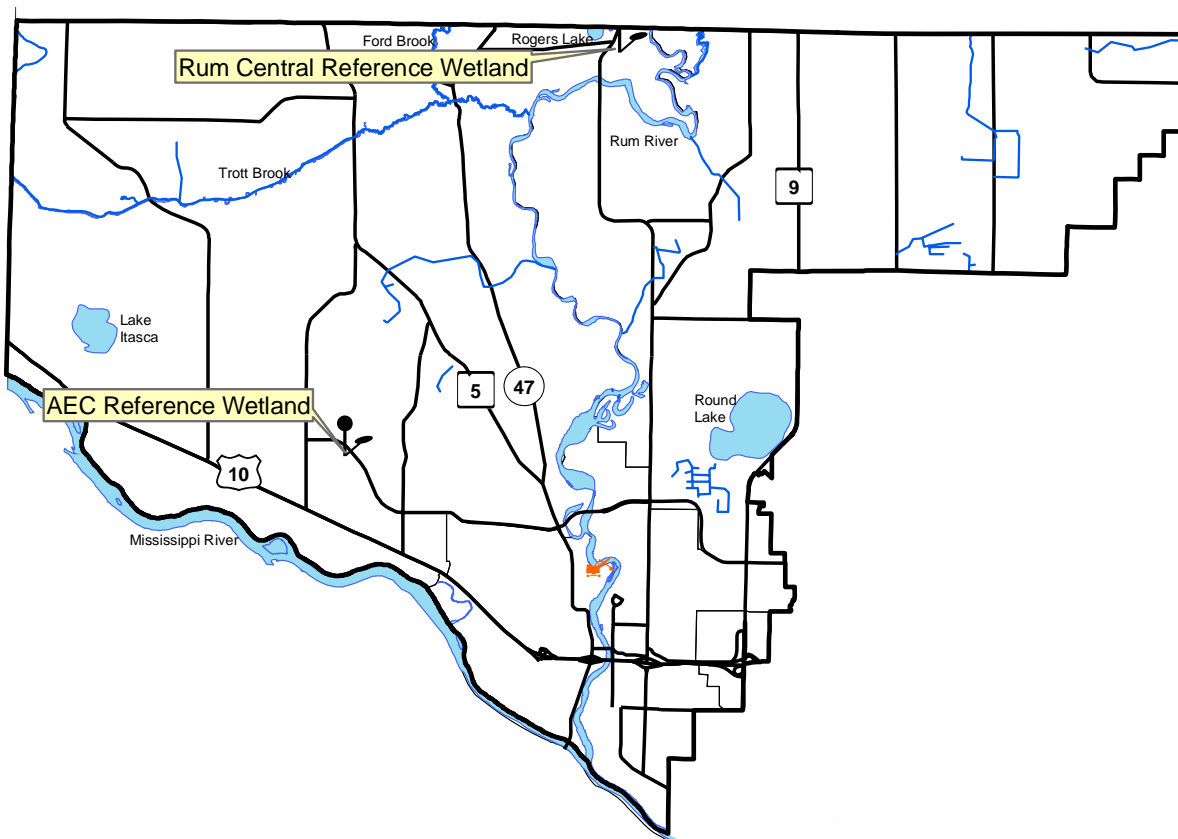 Ford Brook
Rogers Lake
Rum Central Reference Wetland
Rum River
Trott Brook
9
Lake
Itasca
5
47
AEC Reference Wetland
Round
Lake
10
Mississippi River